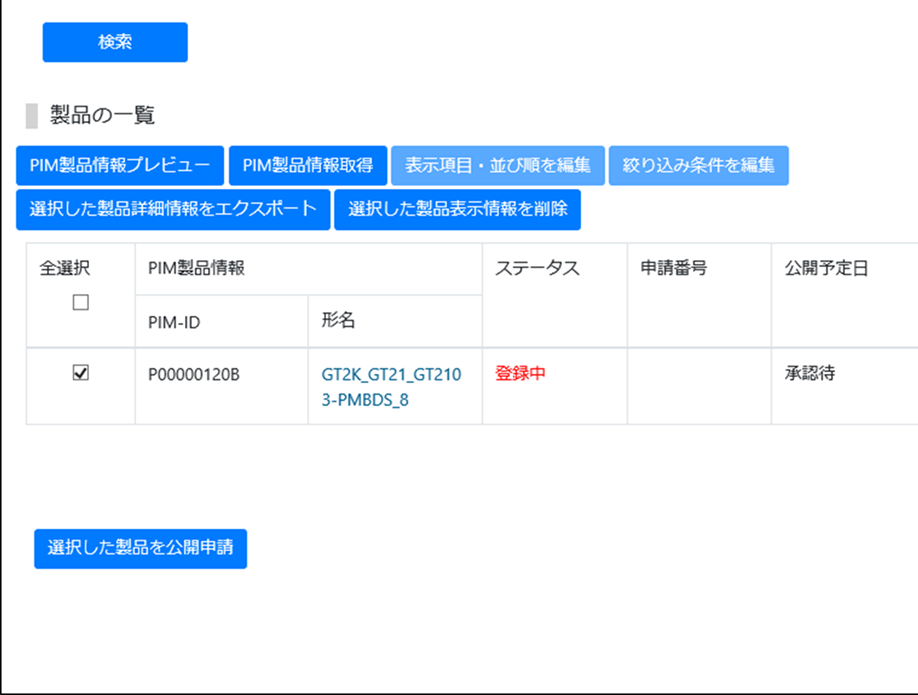 検索
製品の一覧
PIM製品情報プレビュー PIM製品情報取得 表示項目・並び順を編集 絞り込み条件を編集
選択した製品詳細情報をエクスポート 選択した製品表示情報を削除
全選択 PIM製品情報 ステータス 申請番号 公開予定日
PIM-ID 形名
P00000120B GT2K_GT21_GT210 登録中 承認待
3-PMBDS_8
選択した製品を公開申請